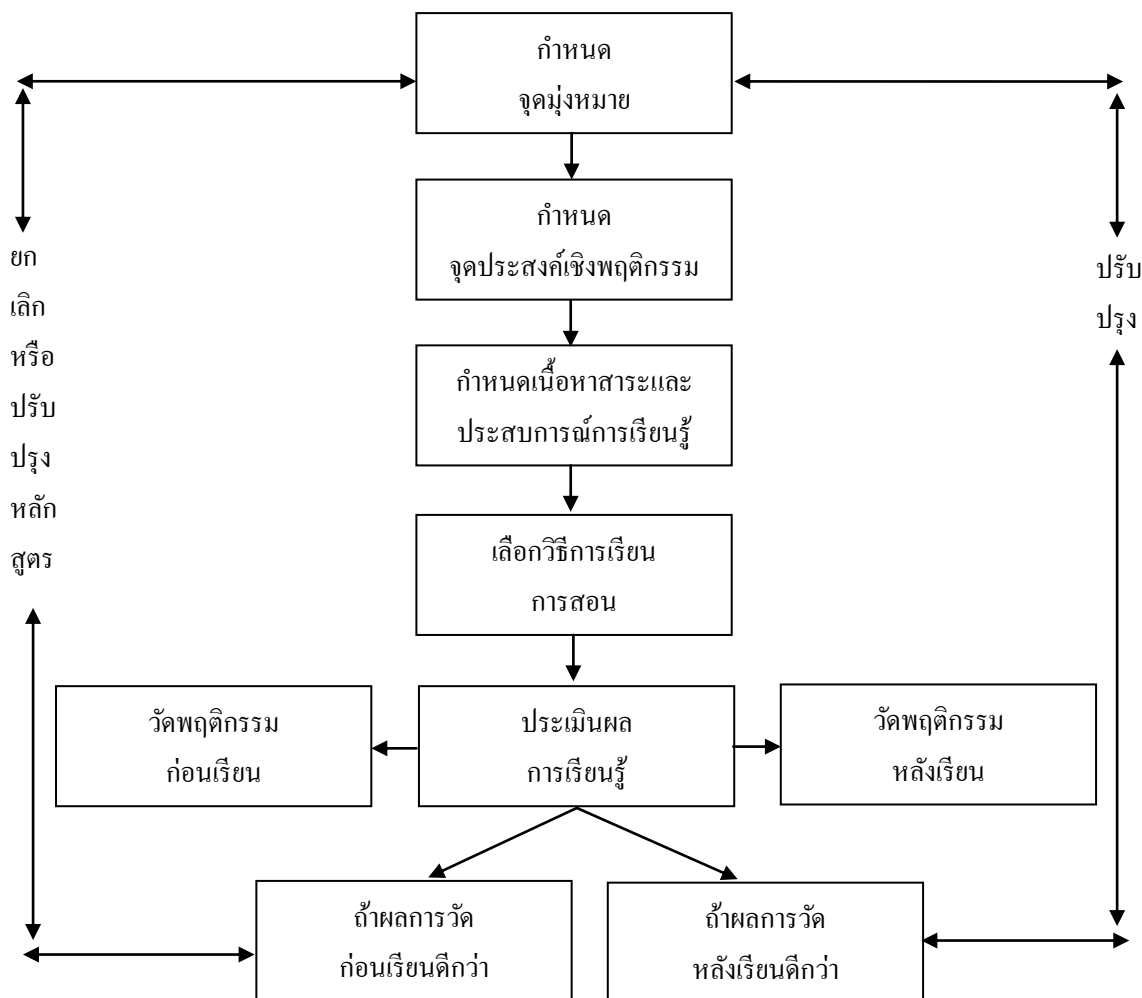 กำหนด
จุดมุ่งหมาย
กำหนด
จุดประสงค์เชิงพฤติกรรม
ยก
เลิก
หรือ
ปรับ
ปรุง
หลัก
สูตร
ปรับ
ปรุง
กำหนดเนื้อหาสาระและ
ประสบการณ์การเรียนรู้
เลือกวิธีการเรียน
การสอน
วัดพฤติกรรม
ก่อนเรียน
ประเมินผล
การเรียนรู้
วัดพฤติกรรม
หลังเรียน
ถ้าผลการวัด
ก่อนเรียนดีกว่า
ถ้าผลการวัด
หลังเรียนดีกว่า